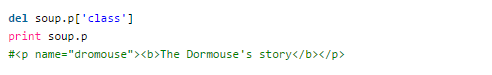 del soup.p['class']
print soup.p
#<p name="dromouse"><b>The Dormouse's story</b></p>